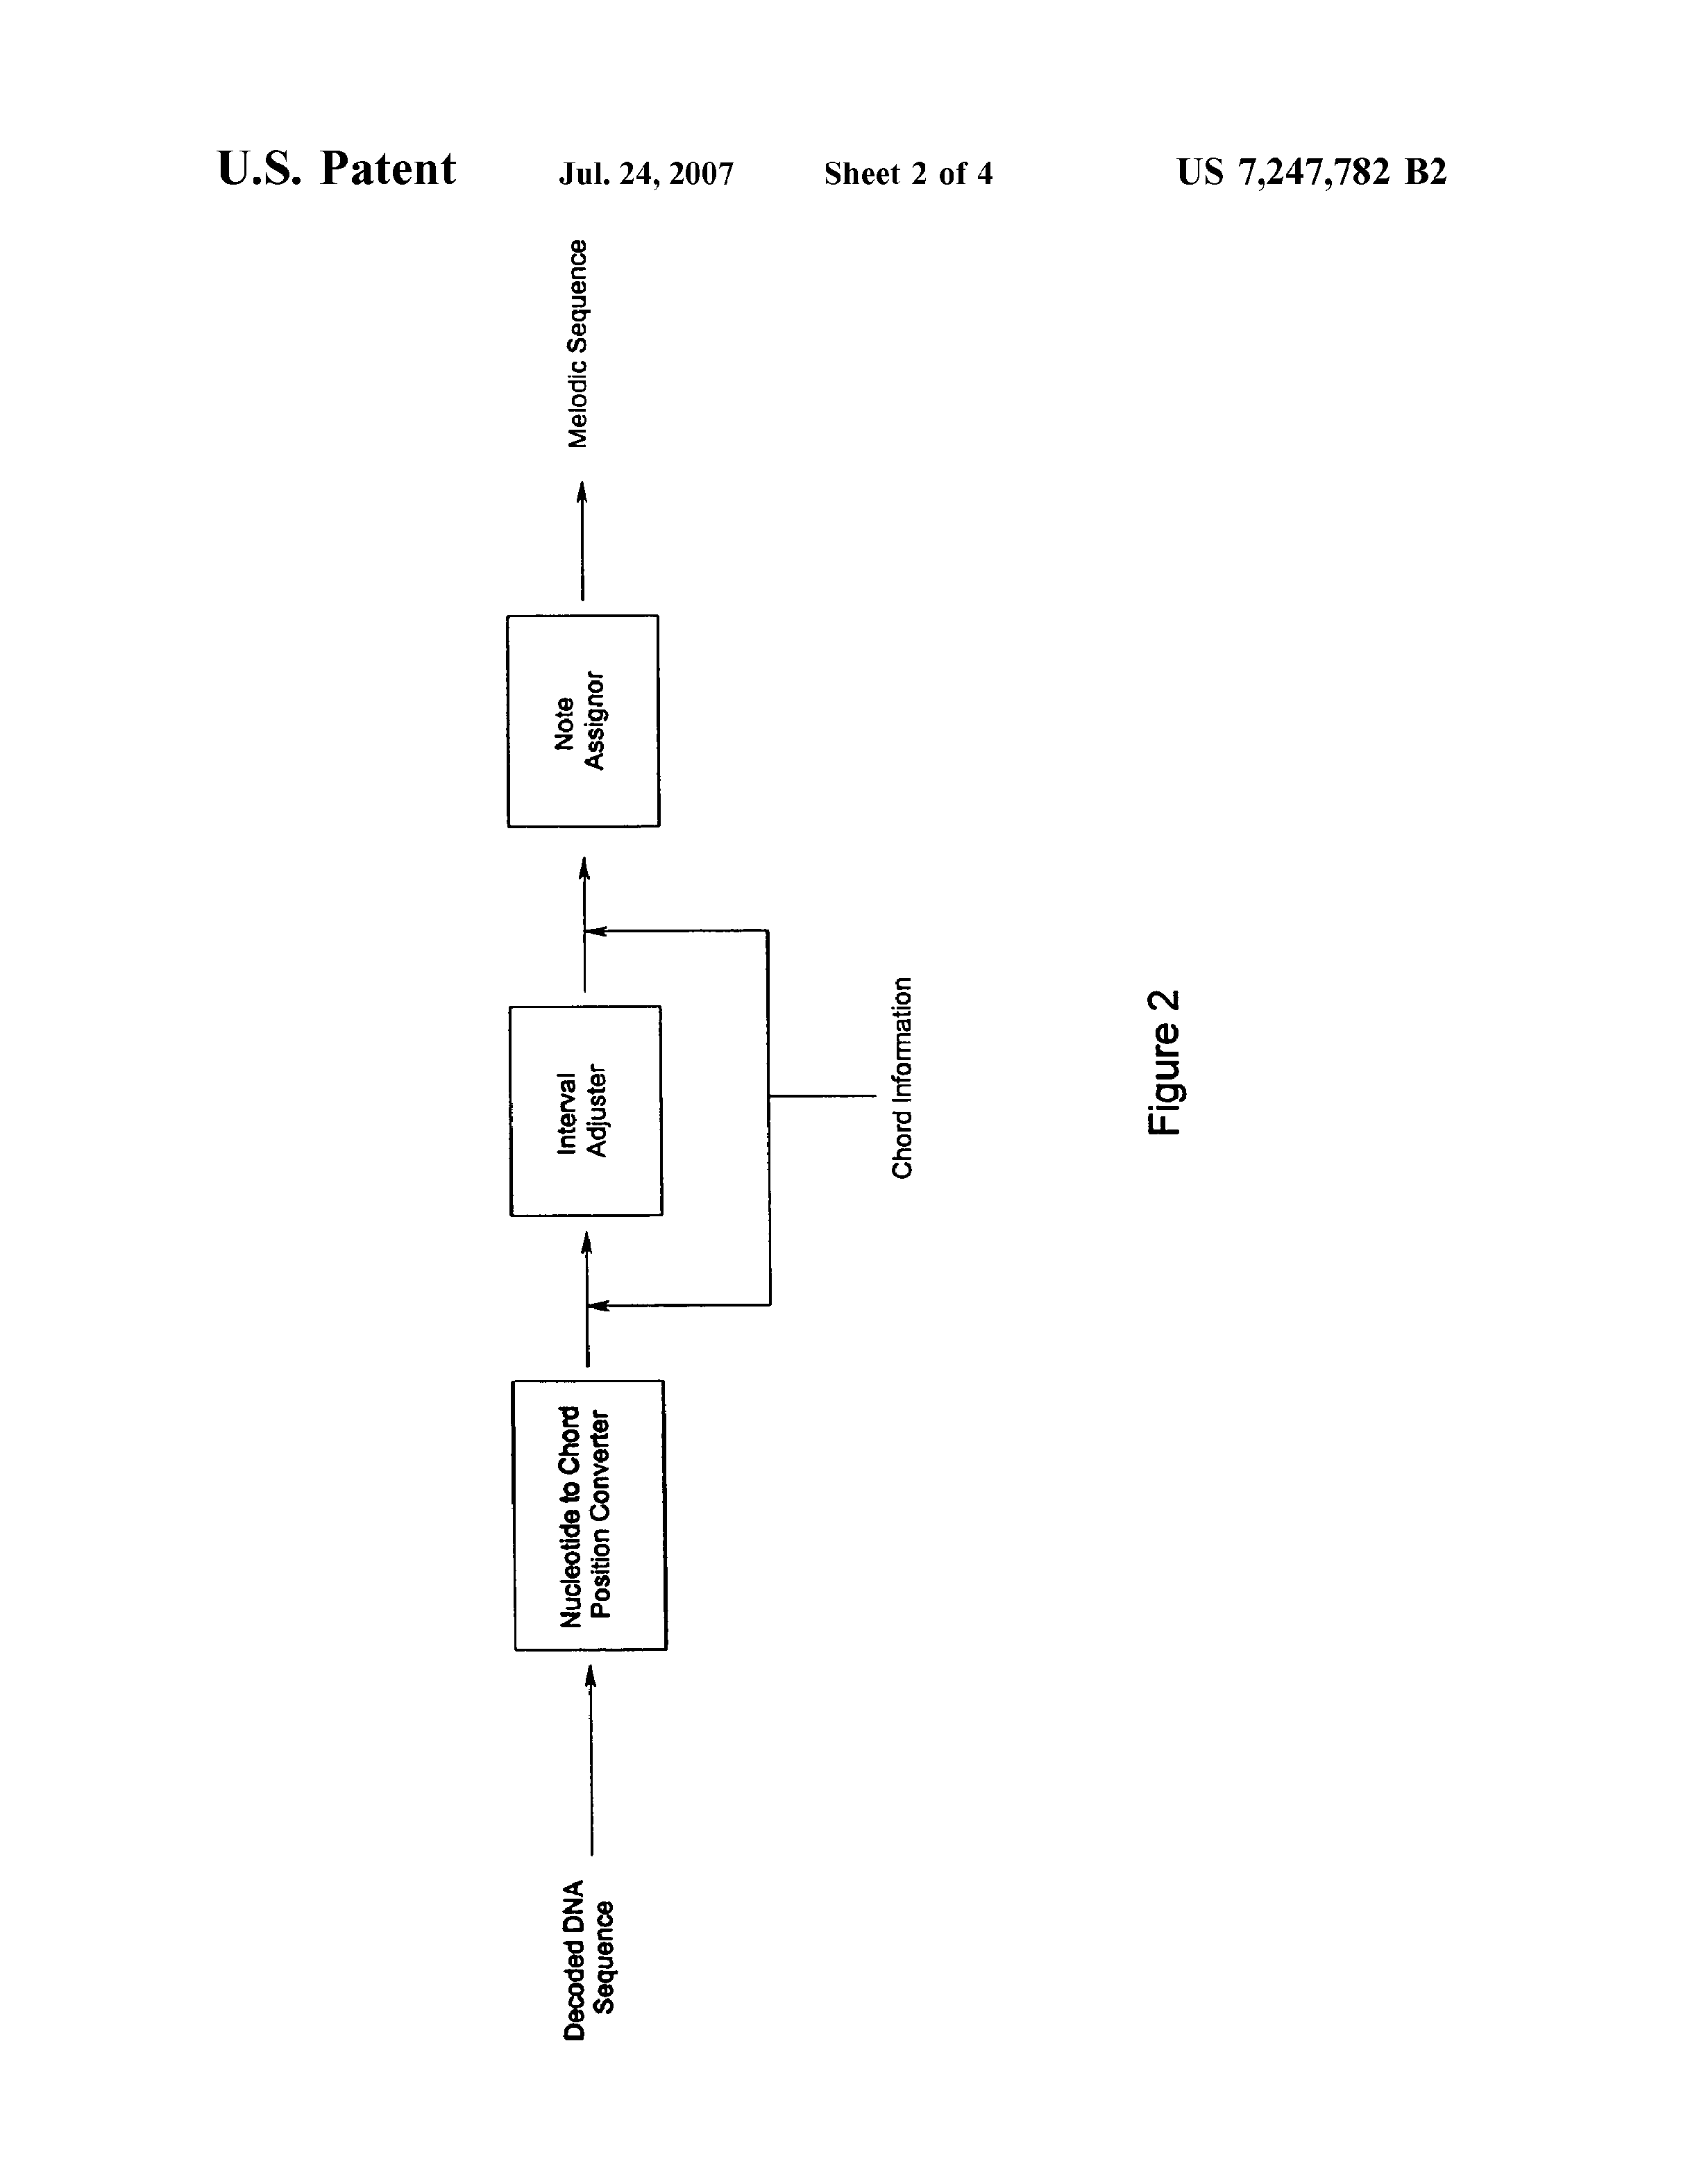 U.S. Patent Jul. 24, 2007 Sheet 2 of 4 US 7,247,782 B2
Decoded DNA
Sequence
Nucleotide to Chord
Position Converter
Interval
Adjuster
Note
Assignor
Melodic Sequence
Chord Information
Figure 2